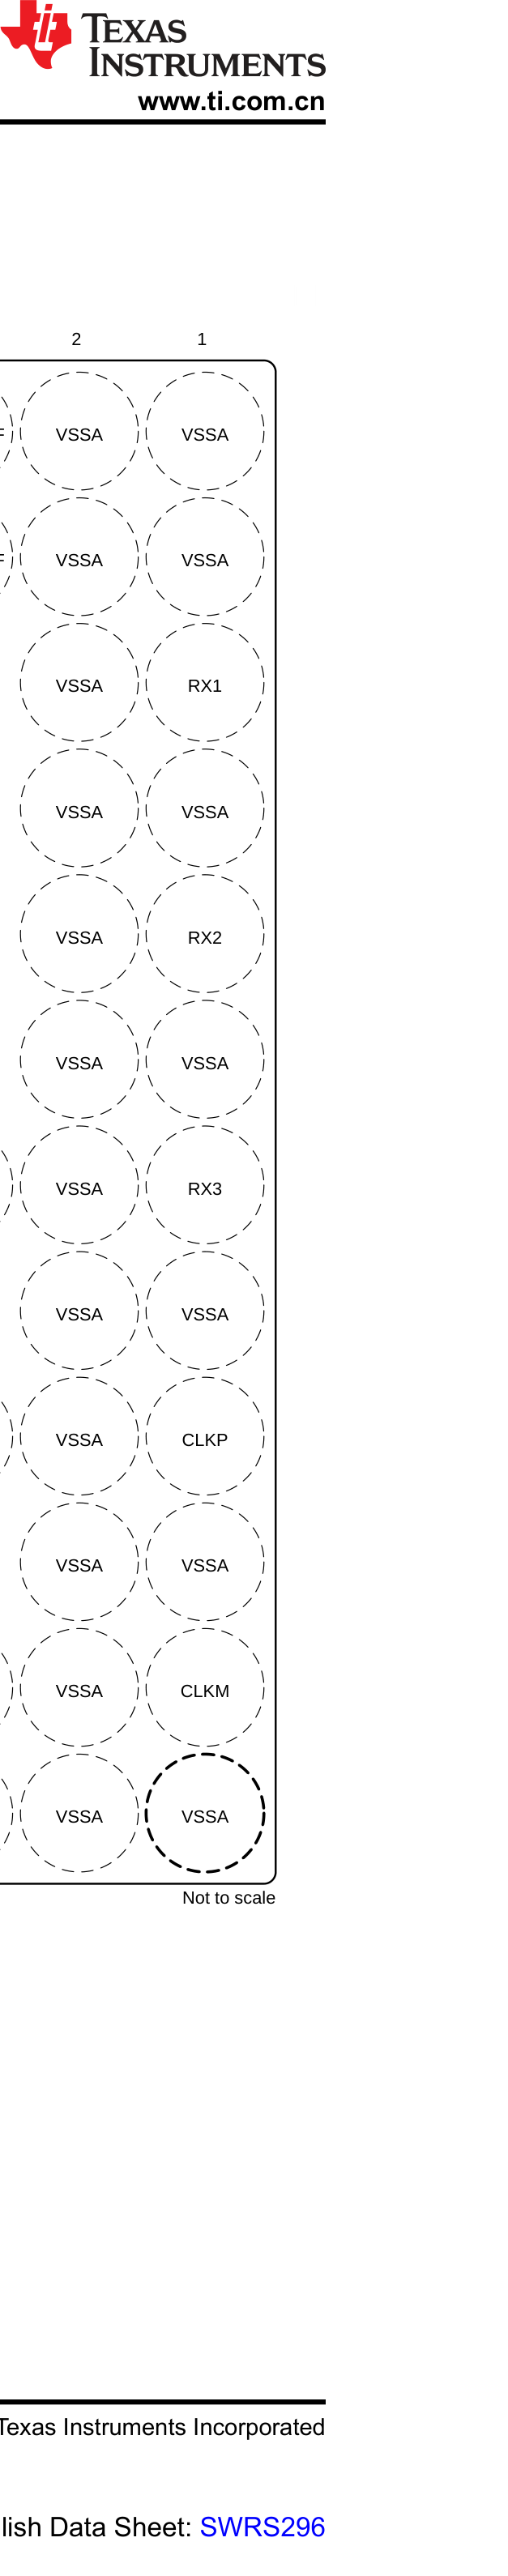 TEXAS
INSTRUMENTS
www.ti.com.cn
2 1
VSSA VSSA
VSSA VSSA
VSSA RX1
VSSA VSSA
VSSA RX2
VSSA VSSA
VSSA RX3
VSSA VSSA
VSSA CLKP
VSSA VSSA
VSSA CLKM
VSSA VSSA
Not to scale
Texas Instruments Incorporated
lish Data Sheet: SWRS296